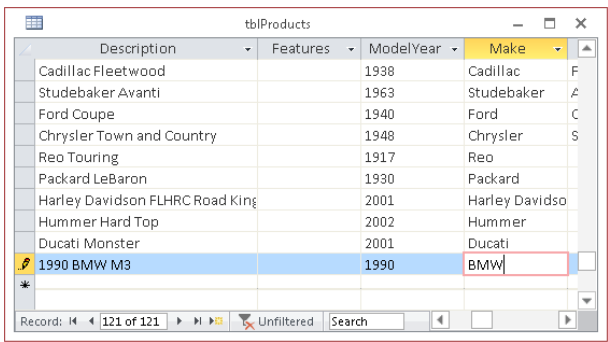 tblProducts
Description Features ModelYear Make
Cadillac Fleetwood 1938 Cadillac F
Studebaker Avanti 1963 Studebaker A
Ford Coupe 1940 Ford C
Chrysler Town and Country 1948 Chrysler S
Reo Touring 1917 Reo
Packard LeBaron 1930 Packard
Harley Davidson FLHRC Road King 2001 Harley Davidso
Hummer Hard Top 2002 Hummer
Ducati Monster 2001 Ducati
1990 BMW M3 1990 BMW
Record: 121 of 121 Unfiltered Search